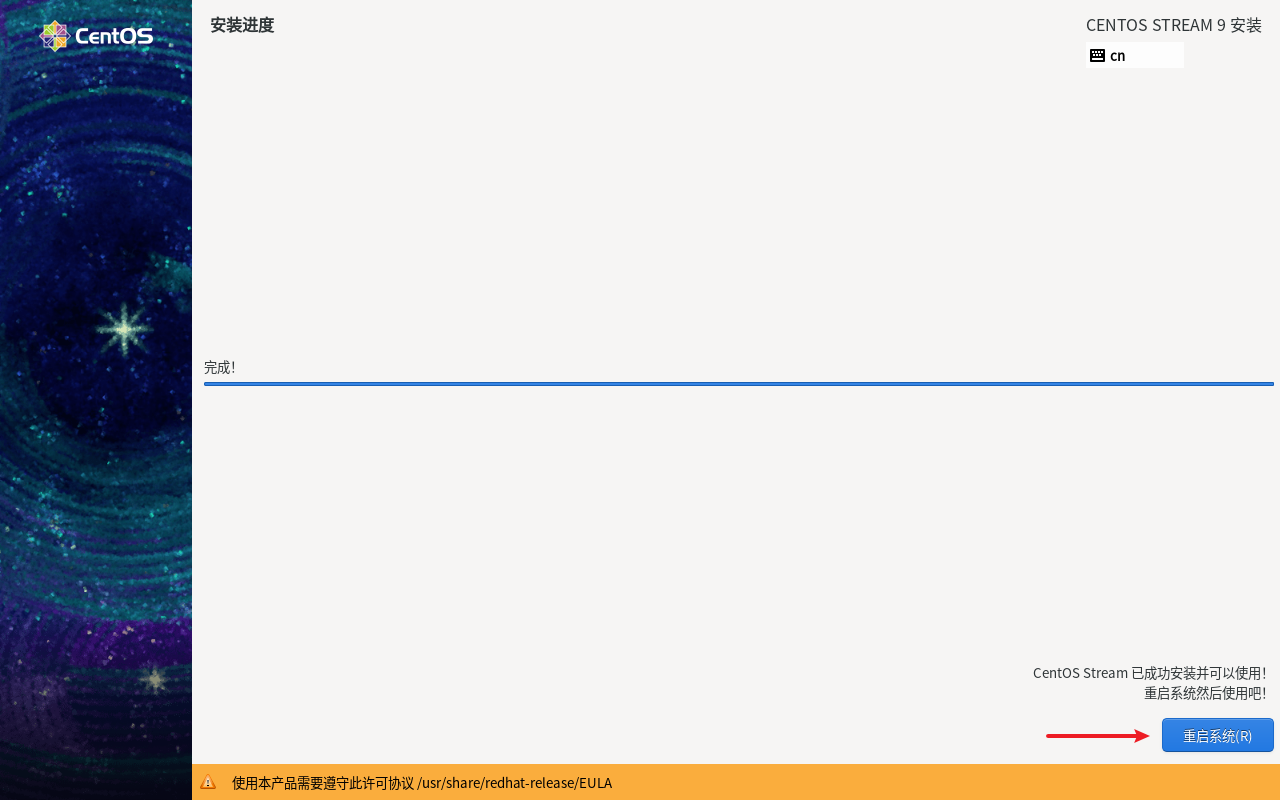 CentOS
安装进度
CENTOS STREAM 9 安装
cn
完成!
CentOS Stream 已成功安装并可以使用!
重启系统然后使用吧!
重启系统(R)
使用本产品需要遵守此许可协议 /usr/share/redhat-release/EULA